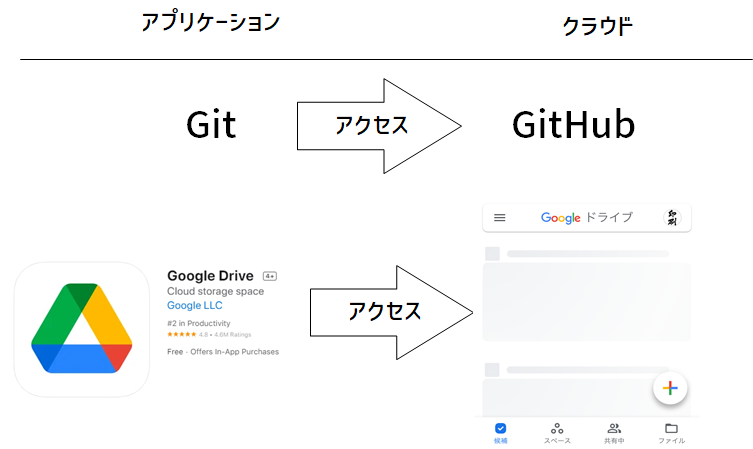 アプリケーション
クラウド
Git
アクセス
GitHub
Google ドライブ
Google Drive 4+
Cloud storage space
Google LLC
#2 in Productivity
★★★★★ 4.8 • 4.6M Ratings
Free · Offers In-App Purchases
アクセス
候補
スペース
共有中
ファイル